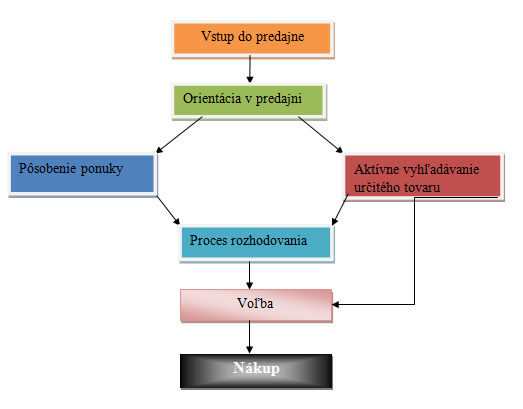 Vstup do predajne
Orientácia v predajni
Pôsobenie ponuky
Aktívne vyhľadávanie
určitého tovaru
Proces rozhodovania
Voľba
Nákup